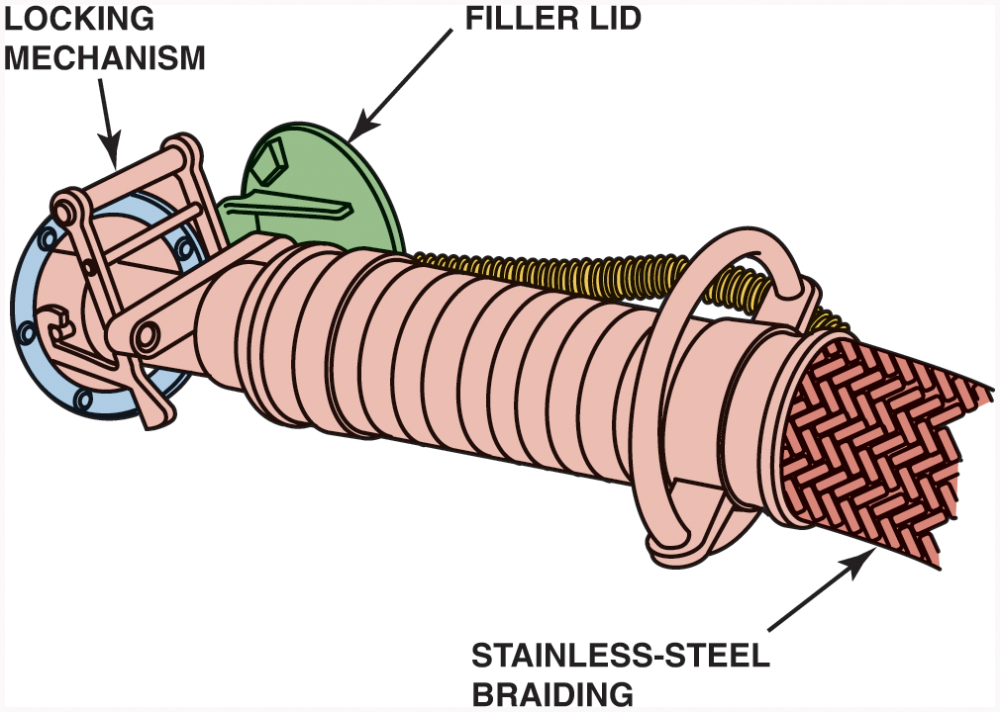 LOCKING
MECHANISM
FILLER LID
STAINLESS-STEEL
BRAIDING